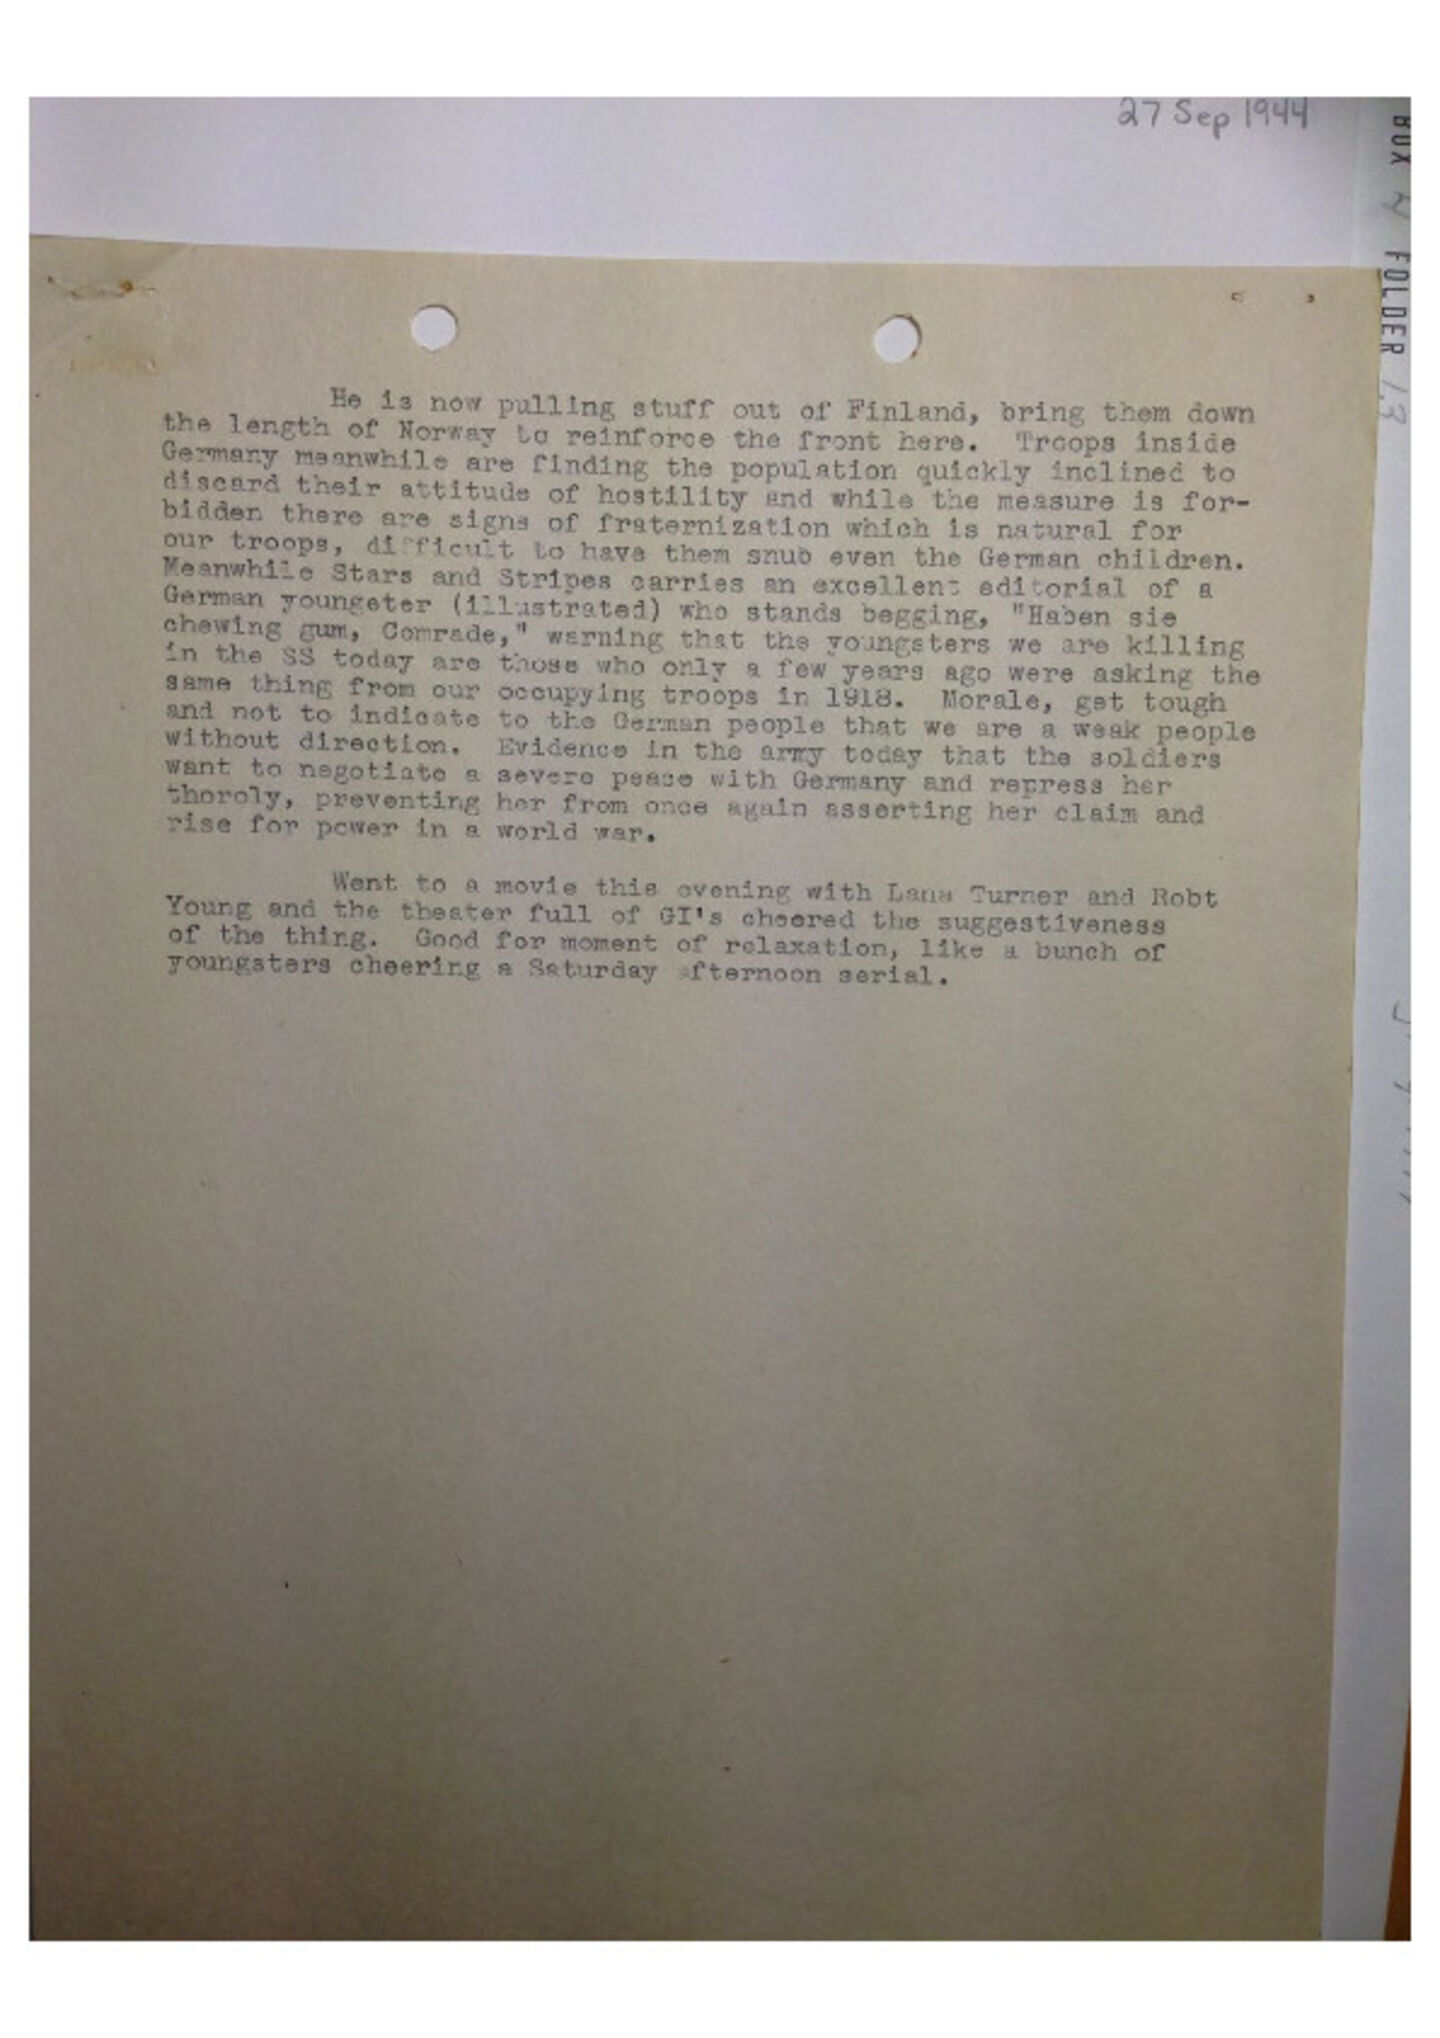 27 Sep 1944
BOX 2 FOLDER 13
He is now pulling stuff out of Finland, bring them down
the length of Norway to reinforce the front here. Troops inside
Germany meanwhile are finding the population quickly inclined to
discard their attitude of hostility and while the measure is for-
bidden there are signs of fraternization which is natural for
our troops, difficult to have them snub even the German children.
Meanwhile Stars and Stripes carries an excellent editorial of a
German youngster (illustrated) who stands begging, "Haben sie
chewing gum, Comrade," warning that the youngsters we are killing
in the SS today are those who only a few years ago were asking the
same thing from our occupying troops in 1918. Morale, get tough
and not to indicate to the German people that we are a weak people
without direction. Evidence in the army today that the soldiers
want to negotiate a severe peace with Germany and repress her
thoroly, preventing her from once again asserting her claim and
rise for power in a world war.
Went to a movie this evening with Lana Turner and Robt
Young and the theater full of GI's cheered the suggestiveness
of the thing. Good for moment of relaxation, like a bunch of
youngsters cheering a Saturday afternoon serial.